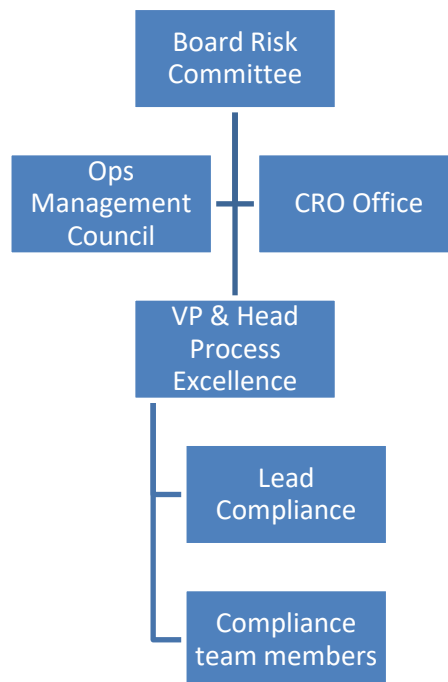 Board Risk
Committee
Ops
Management
Council
CRO Office
VP & Head
Process
Excellence
Lead
Compliance
Compliance
team members